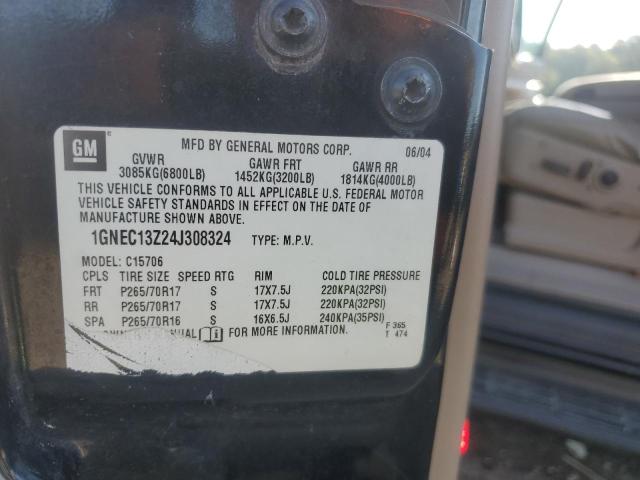 GM ®
MFD BY GENERAL MOTORS CORP. 06/04
GVWR GAWR FRT GAWR RR
3085KG(6800LB) 1452KG(3200LB) 1814KG(4000LB)
THIS VEHICLE CONFORMS TO ALL APPLICABLE U.S. FEDERAL MOTOR
VEHICLE SAFETY STANDARDS IN EFFECT ON THE DATE OF
MANUFACTURE SHOWN ABOVE.
1GNEC13Z24J308324 TYPE: M.P.V.
MODEL: C15706
CPLS TIRE SIZE SPEED RTG RIM COLD TIRE PRESSURE
FRT P265/70R17 S 17X7.5J 220KPA(32PSI)
RR P265/70R17 S 17X7.5J 220KPA(32PSI)
SPA P265/70R16 S 16X6.5J 240KPA(35PSI)
FOR MORE INFORMATION.
F 365
T 474